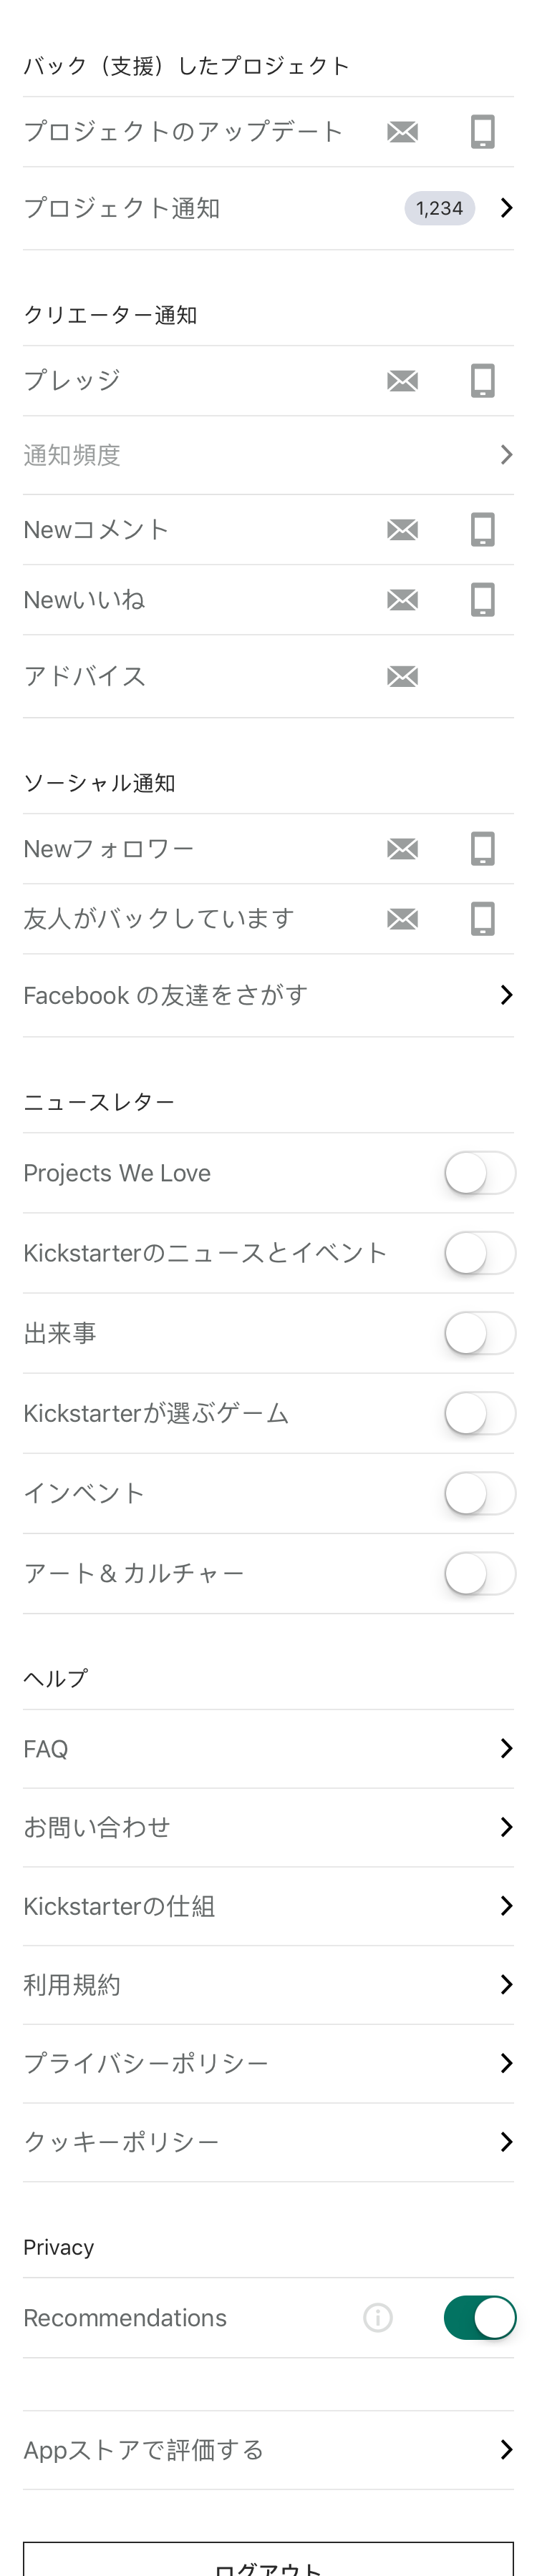 バック（支援）したプロジェクト
プロジェクトのアップデート
プロジェクト通知 1,234
クリエーター通知
プレッジ
通知頻度
Newコメント
Newいいね
アドバイス
ソーシャル通知
Newフォロワー
友人がバックしています
Facebook の友達をさがす
ニュースレター
Projects We Love
Kickstarterのニュースとイベント
出来事
Kickstarterが選ぶゲーム
インベント
アート＆カルチャー
ヘルプ
FAQ
お問い合わせ
Kickstarterの仕組
利用規約
プライバシーポリシー
クッキーポリシー
Privacy
Recommendations
Appストアで評価する
ログアウト